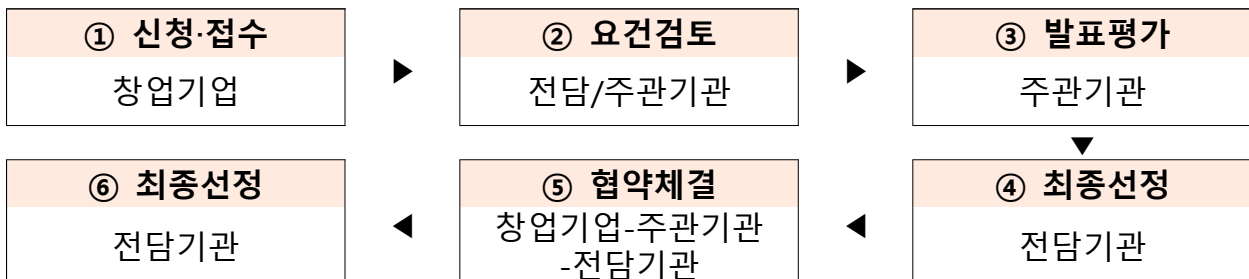 ① 신청·접수
창업기업
▶
② 요건검토
전담/주관기관
▶
③ 발표평가
주관기관
▼
④ 최종선정
전담기관
◀
⑤ 협약체결
창업기업-주관기관
-전담기관
◀
⑥ 최종선정
전담기관